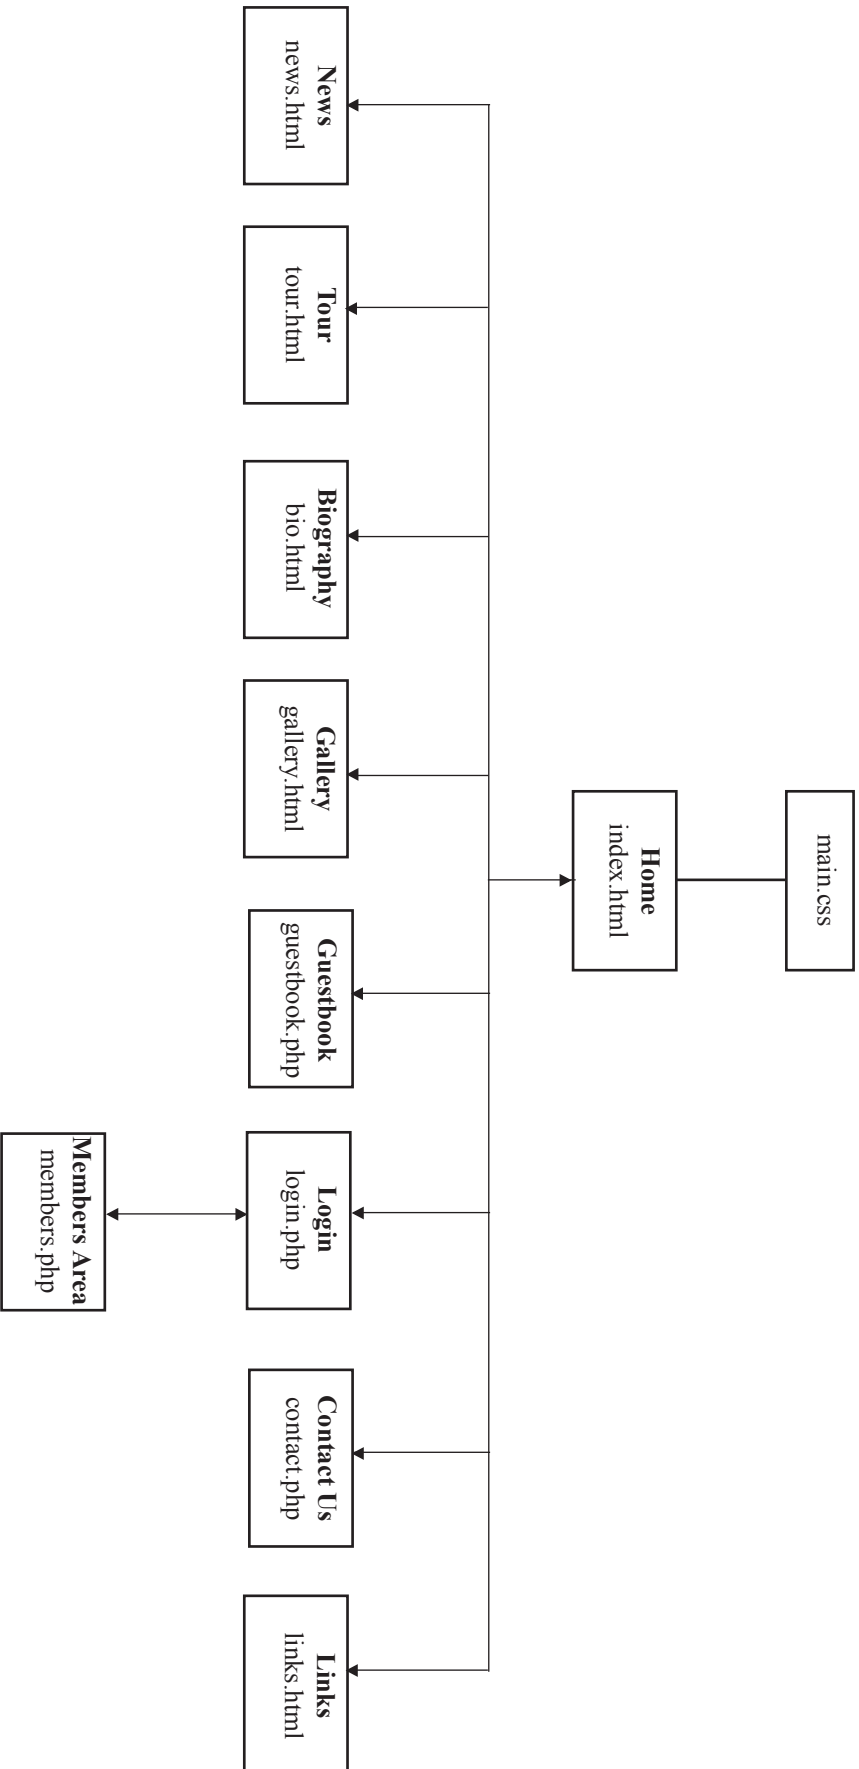 main.css
Home
index.html
News
news.html
Tour
tour.html
Biography
bio.html
Gallery
gallery.html
Guestbook
guestbook.php
Login
login.php
Contact Us
contact.php
Links
links.html
Members Area
members.php